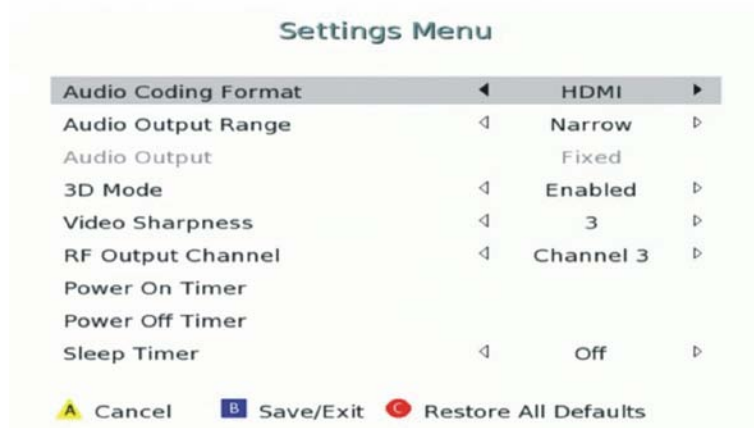 Settings Menu
Audio Coding Format HDMI
Audio Output Range Narrow
Audio Output Fixed
3D Mode Enabled
Video Sharpness 3
RF Output Channel Channel 3
Power On Timer
Power Off Timer
Sleep Timer Off
A Cancel B Save/Exit C Restore All Defaults